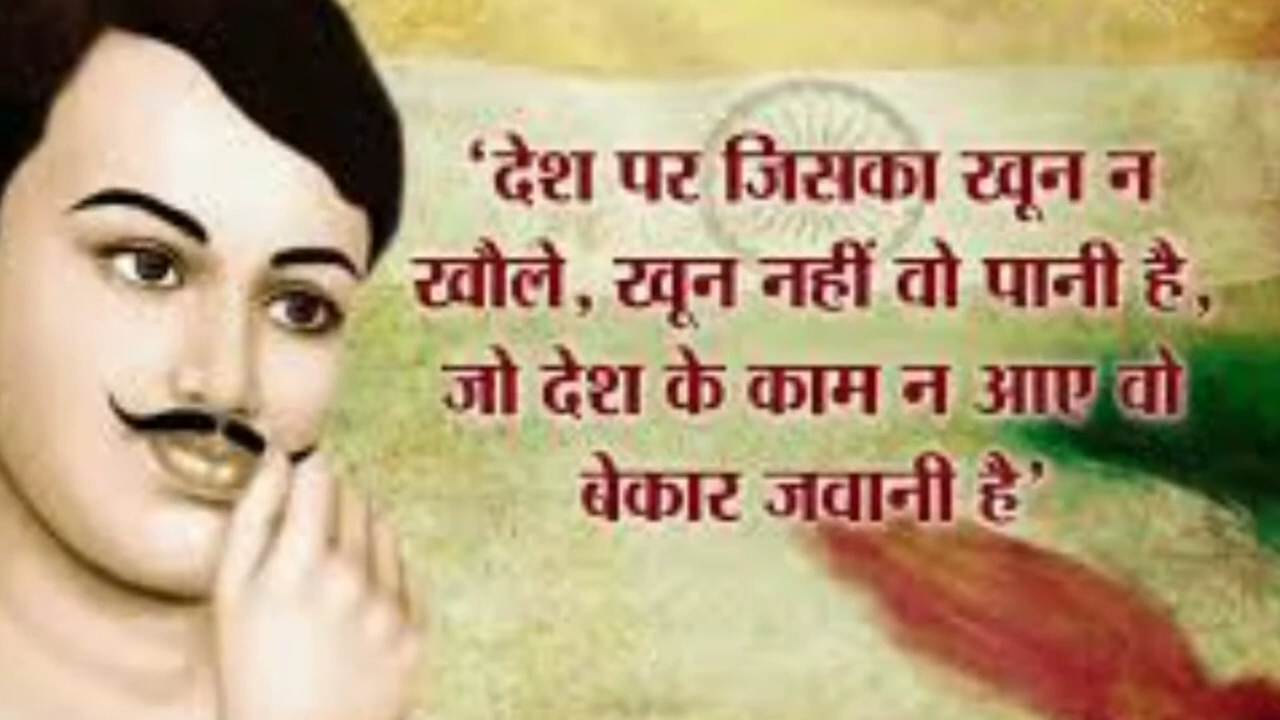 ‘देश पर जिसका खून न
खौले, खून नहीं वो पानी है,
जो देश के काम न आए वो
बेकार जवानी है’